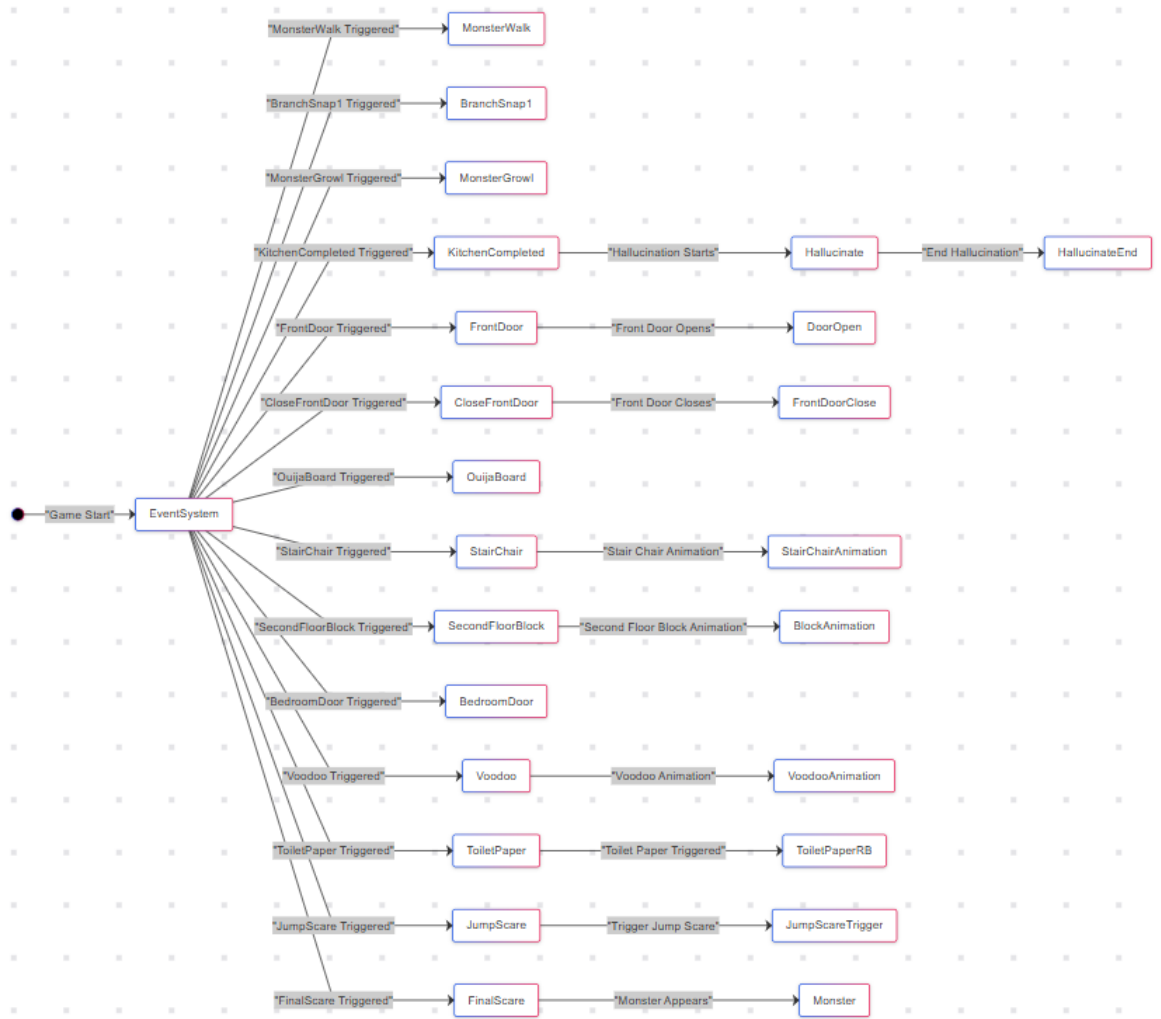 "MonsterWalk Triggered" MonsterWalk
"BranchSnap1 Triggered" BranchSnap1
"MonsterGrowl Triggered" MonsterGrowl
"KitchenCompleted Triggered" KitchenCompleted "Hallucination Starts" Hallucinate "End Hallucination" HallucinateEnd
"FrontDoor Triggered" FrontDoor "Front Door Opens" DoorOpen
"CloseFrontDoor Triggered" CloseFrontDoor "Front Door Closes" FrontDoorClose
"OuijaBoard Triggered" OuijaBoard
"Game Start" EventSystem
"StairChair Triggered" StairChair "Stair Chair Animation" StairChairAnimation
"SecondFloorBlock Triggered" SecondFloorBlock "Second Floor Block Animation" BlockAnimation
"BedroomDoor Triggered" BedroomDoor
"Voodoo Triggered" Voodoo "Voodoo Animation" VoodooAnimation
"ToiletPaper Triggered" ToiletPaper "Toilet Paper Triggered" ToiletPaperRB
"JumpScare Triggered" JumpScare "Trigger Jump Scare" JumpScareTrigger
"FinalScare Triggered" FinalScare "Monster Appears" Monster